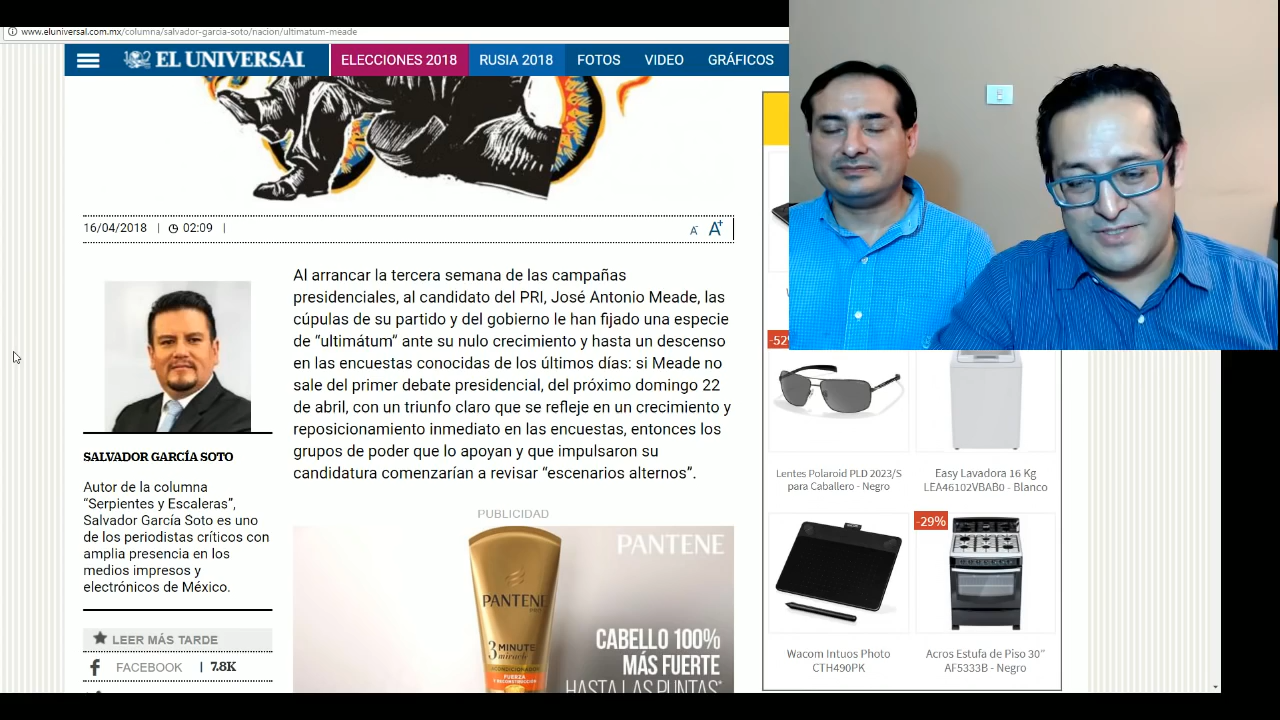 www.eluniversal.com.mx/columna/salvador-garcia-soto/nacion/ultimatum-meade
EL UNIVERSAL
ELECCIONES 2018
RUSIA 2018
FOTOS
VIDEO
GRÁFICOS
16/04/2018 | 02:09 |
A- A+
Al arrancar la tercera semana de las campañas
presidenciales, al candidato del PRI, José Antonio Meade, las
cúpulas de su partido y del gobierno le han fijado una especie
de “ultimátum” ante su nulo crecimiento y hasta un descenso
en las encuestas conocidas de los últimos días: si Meade no
sale del primer debate presidencial, del próximo domingo 22
de abril, con un triunfo claro que se refleje en un crecimiento y
reposicionamiento inmediato en las encuestas, entonces los
grupos de poder que lo apoyan y que impulsaron su
candidatura comenzarían a revisar “escenarios alternos”.
SALVADOR GARCÍA SOTO
Autor de la columna
“Serpientes y Escaleras”,
Salvador García Soto es uno
de los periodistas críticos con
amplia presencia en los
medios impresos y
electrónicos de México.
LEER MÁS TARDE
FACEBOOK | 7.8K
PUBLICIDAD
PANTENE
PANTENE
3 MINUTE
miracle
CABELLO 100%
MÁS FUERTE
HASTA LAS PUNTAS*
Lentes Polaroid PLD 2023/S
para Caballero - Negro
Easy Lavadora 16 Kg
LEA46102VBAB0 - Blanco
-29%
Wacom Intuos Photo
CTH490PK
Acros Estufa de Piso 30”
AF5333B - Negro